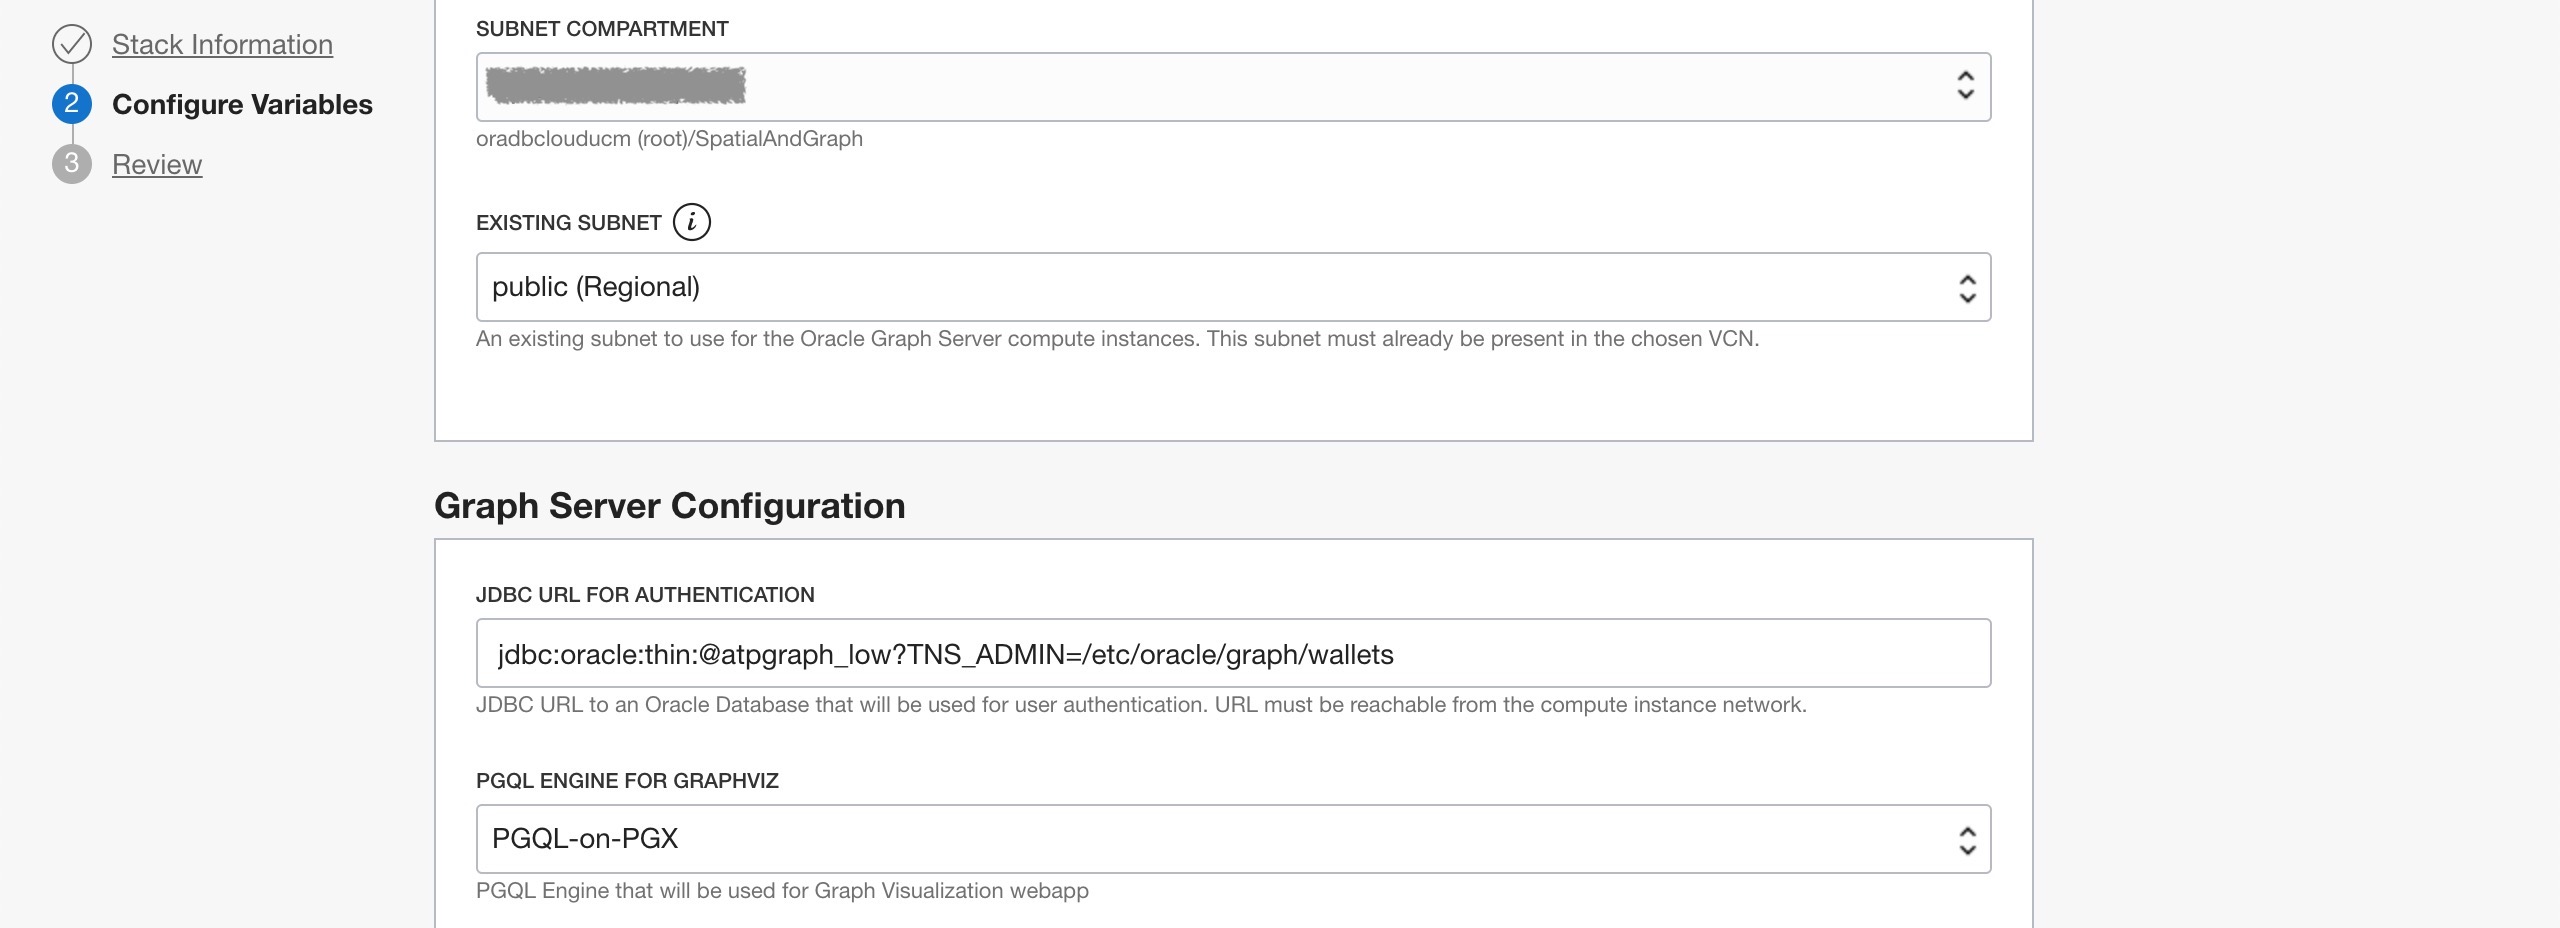 Stack Information
2 Configure Variables
3 Review
SUBNET COMPARTMENT
oradbclouducm (root)/SpatialAndGraph
EXISTING SUBNET i
public (Regional)
An existing subnet to use for the Oracle Graph Server compute instances. This subnet must already be present in the chosen VCN.
Graph Server Configuration
JDBC URL FOR AUTHENTICATION
jdbc:oracle:thin:@atpgraph_low?TNS_ADMIN=/etc/oracle/graph/wallets
JDBC URL to an Oracle Database that will be used for user authentication. URL must be reachable from the compute instance network.
PGQL ENGINE FOR GRAPHVIZ
PGQL-on-PGX
PGQL Engine that will be used for Graph Visualization webapp